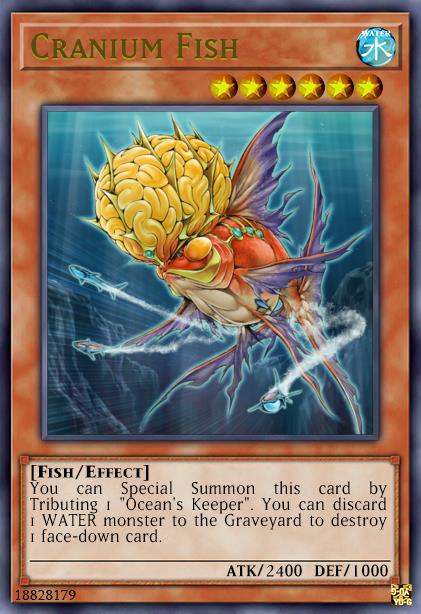 Cranium Fish
WATER
水
[Fish/Effect]
You can Special Summon this card by
Tributing 1 "Ocean's Keeper". You can discard
1 WATER monster to the Graveyard to destroy
1 face-down card.
ATK/2400 DEF/1000
18828179